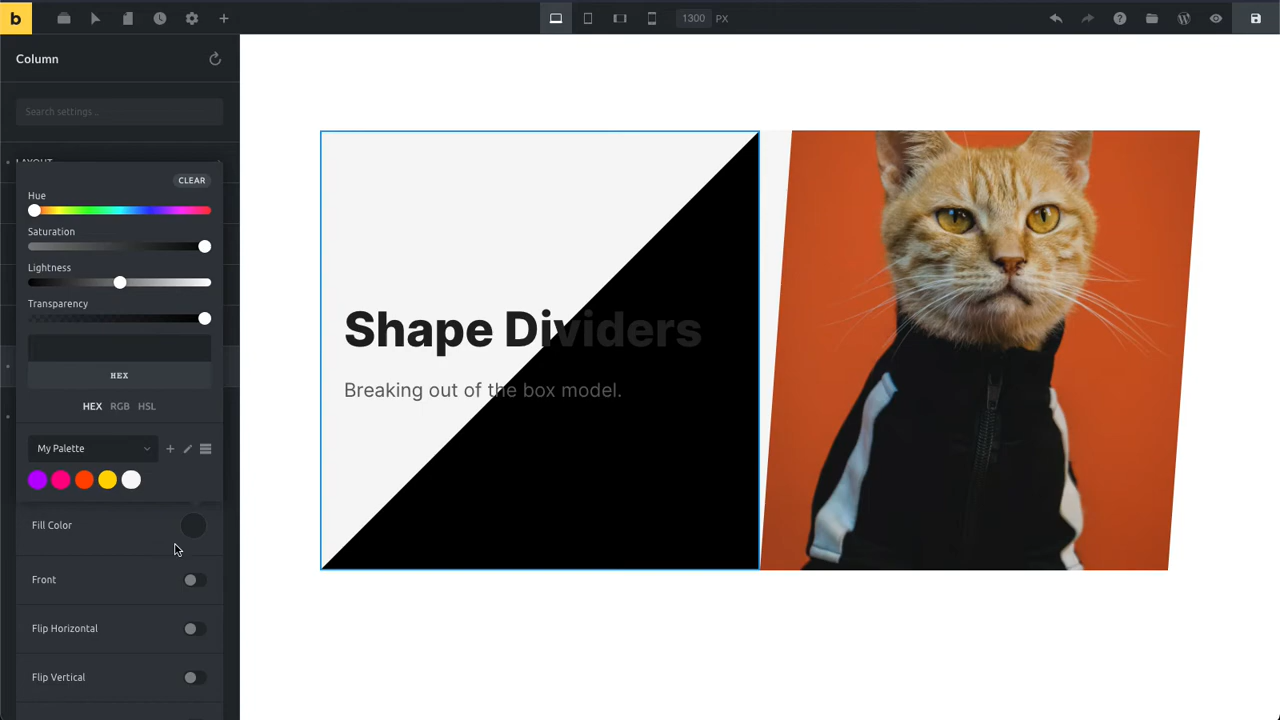 b
1300 PX
Column
Search settings ..
LAYOUT
CLEAR
Hue
Saturation
Lightness
Transparency
HEX
HEX RGB HSL
My Palette
Fill Color
Front
Flip Horizontal
Flip Vertical
Shape Dividers
Breaking out of the box model.